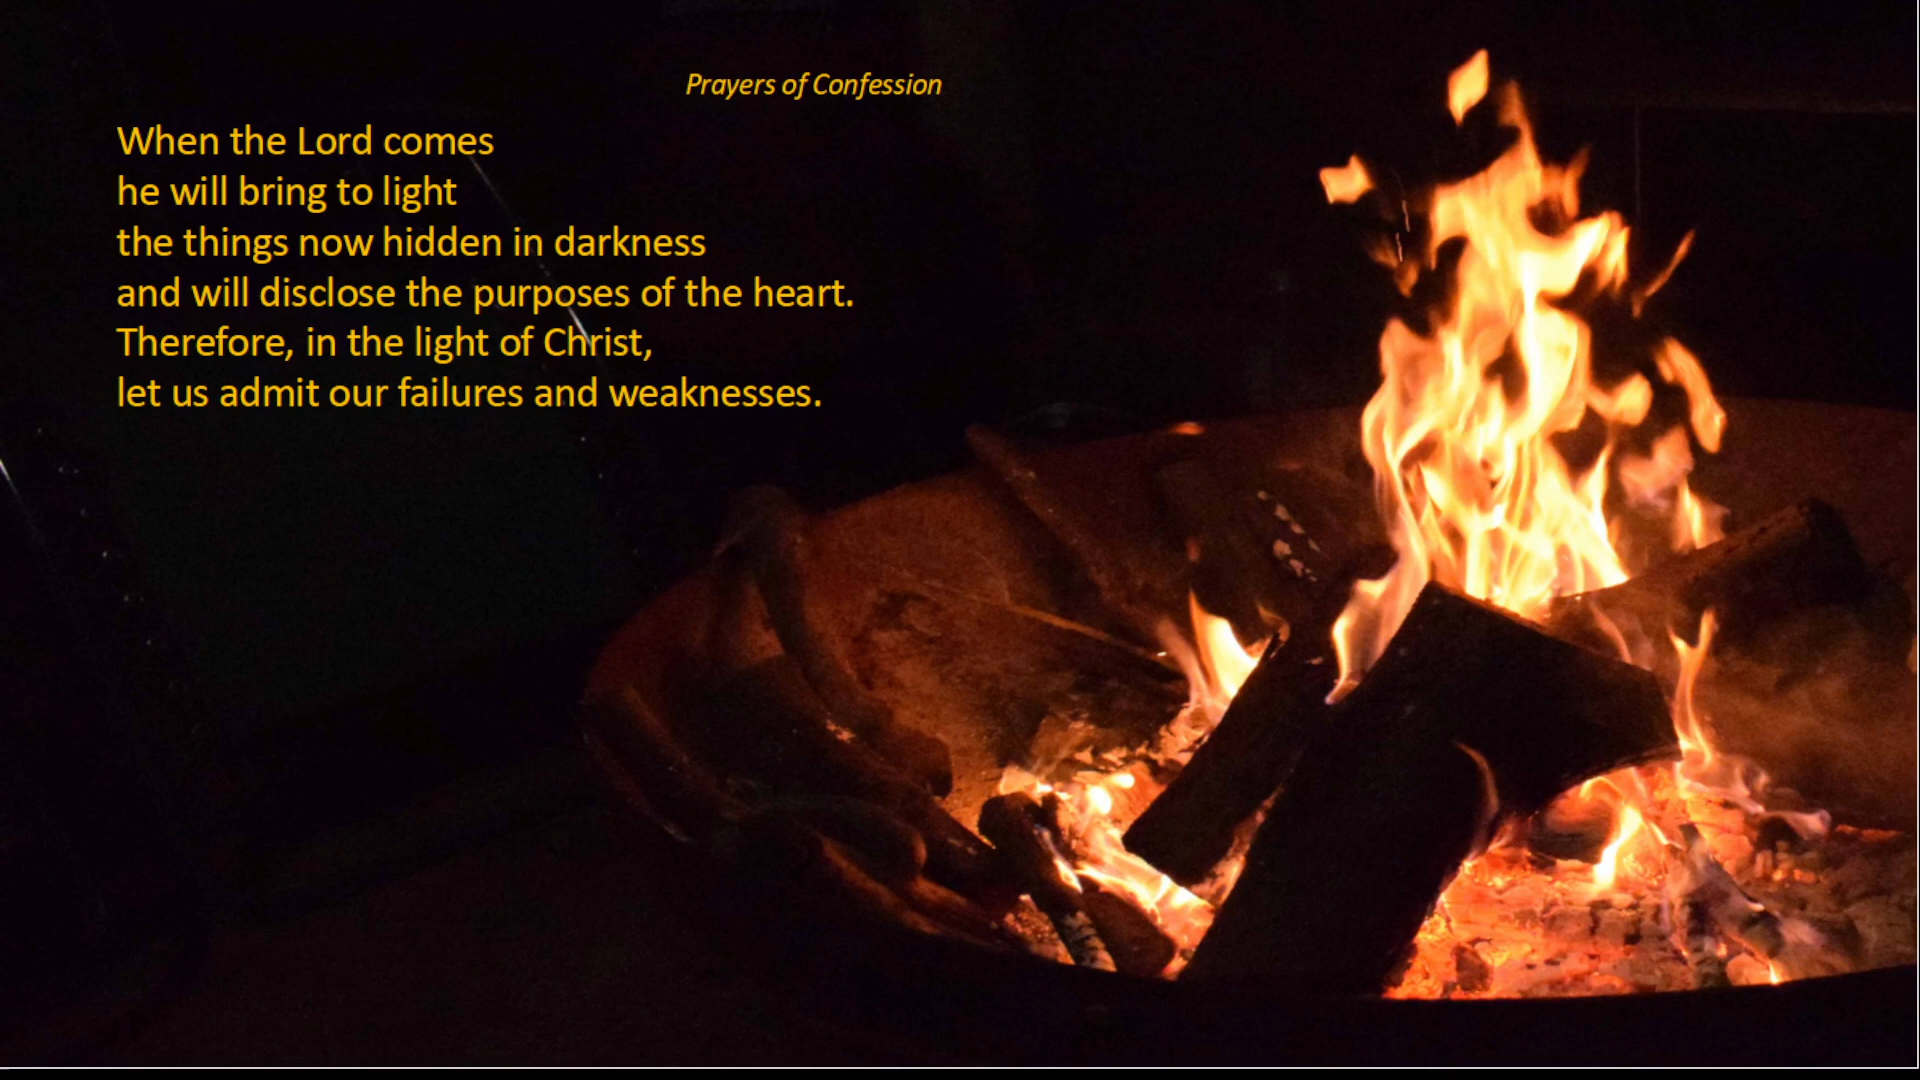 Prayers of Confession
When the Lord comes
he will bring to light
the things now hidden in darkness
and will disclose the purposes of the heart.
Therefore, in the light of Christ,
let us admit our failures and weaknesses.